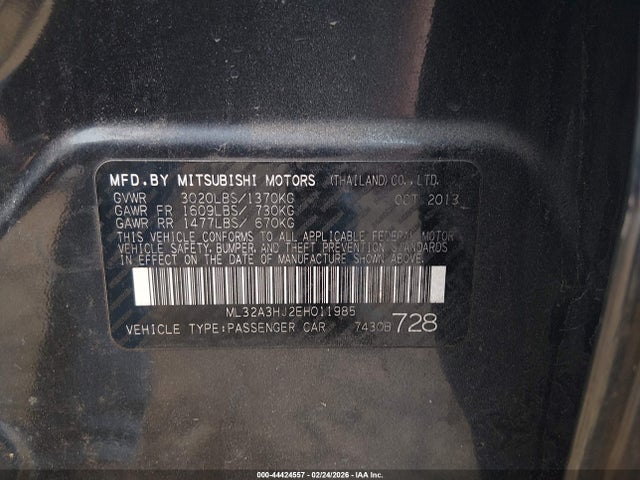 MFD.BY MITSUBISHI MOTORS (THAILAND)CO.,LTD.
GVWR 3020LBS/1370KG OCT 2013
GAWR FR 1609LBS/ 730KG
GAWR RR 1477LBS/ 670KG
THIS VEHICLE CONFORMS TO ALL APPLICABLE FEDERAL MOTOR
VEHICLE SAFETY,BUMPER AND THEFT PREVENTION STANDARDS
IN EFFECT ON THE DATE OF MANUFACTURE SHOWN ABOVE.
ML32A3HJ2EH011985
VEHICLE TYPE:PASSENGER CAR 7430B 728
000-44424557 - 02/24/2026 - IAA Inc.